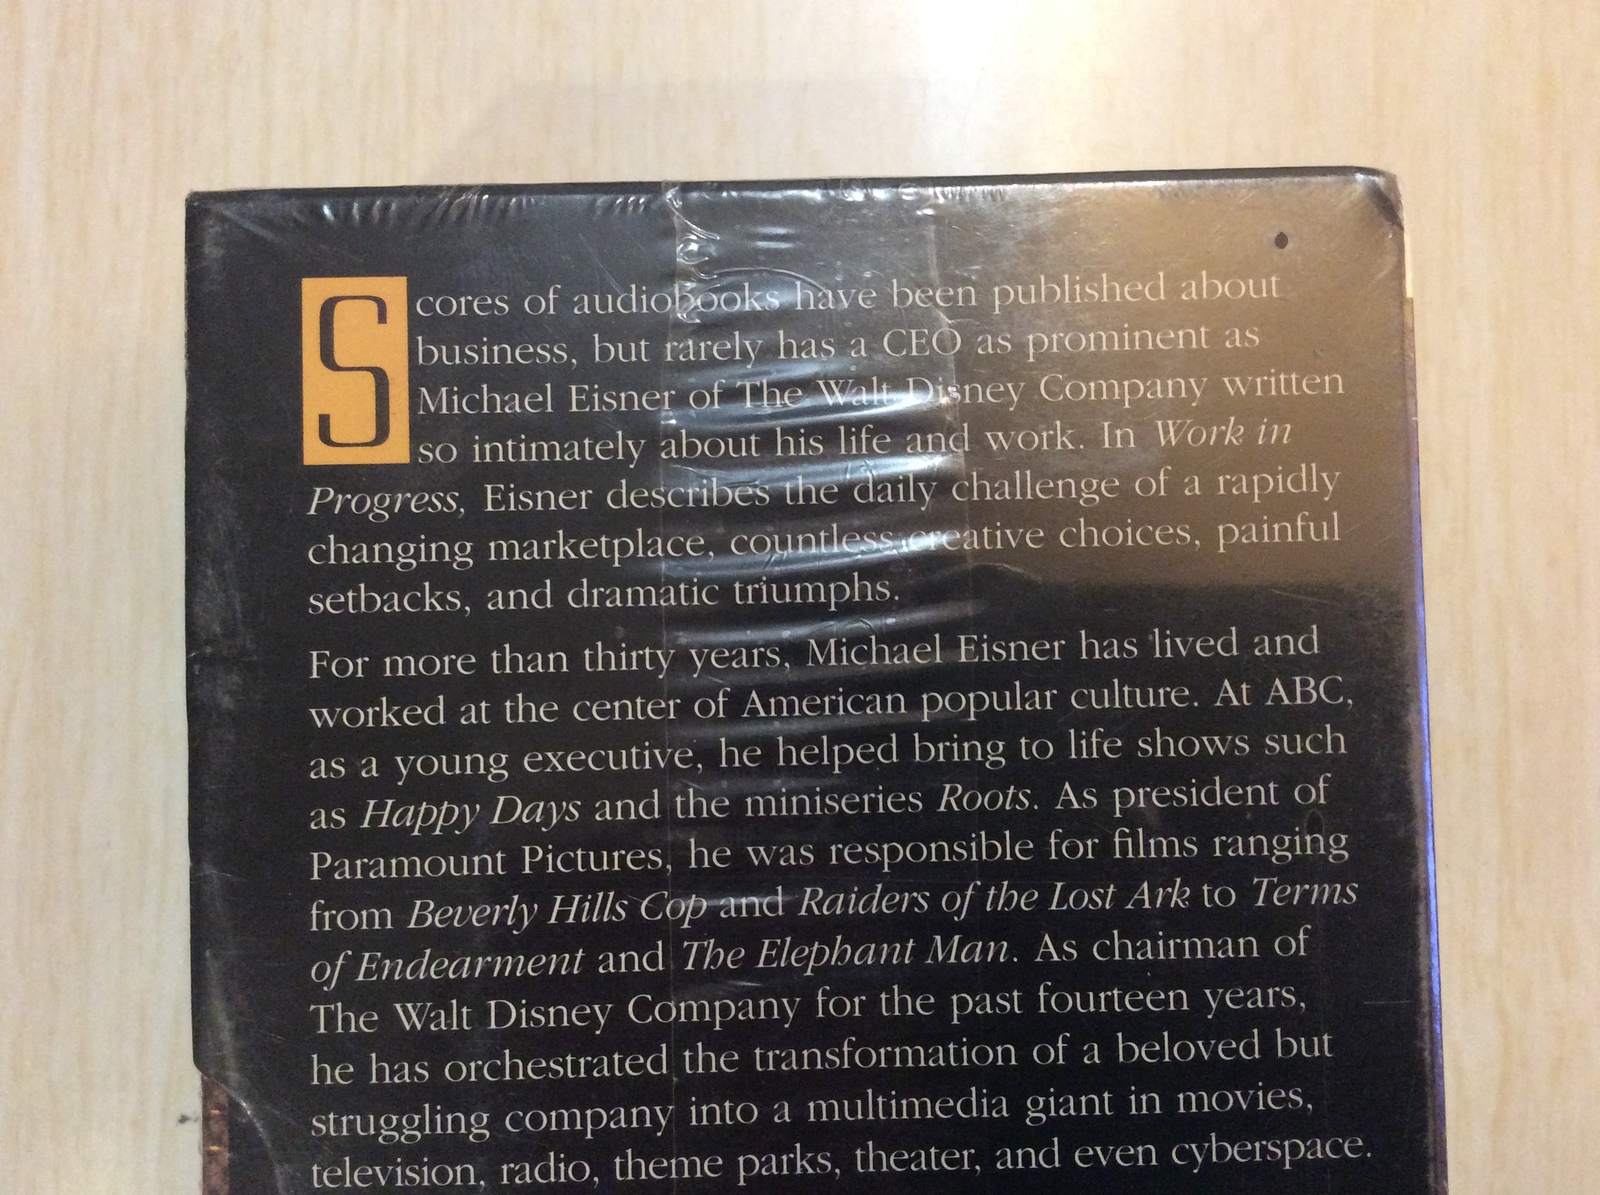 Scores of audiobooks have been published about
business, but rarely has a CEO as prominent as
Michael Eisner of The Walt Disney Company written
so intimately about his life and work. In Work in
Progress, Eisner describes the daily challenge of a rapidly
changing marketplace, countless creative choices, painful
setbacks, and dramatic triumphs.
For more than thirty years, Michael Eisner has lived and
worked at the center of American popular culture. At ABC,
as a young executive, he helped bring to life shows such
as Happy Days and the miniseries Roots. As president of
Paramount Pictures, he was responsible for films ranging
from Beverly Hills Cop and Raiders of the Lost Ark to Terms
of Endearment and The Elephant Man. As chairman of
The Walt Disney Company for the past fourteen years,
he has orchestrated the transformation of a beloved but
struggling company into a multimedia giant in movies,
television, radio, theme parks, theater, and even cyberspace.